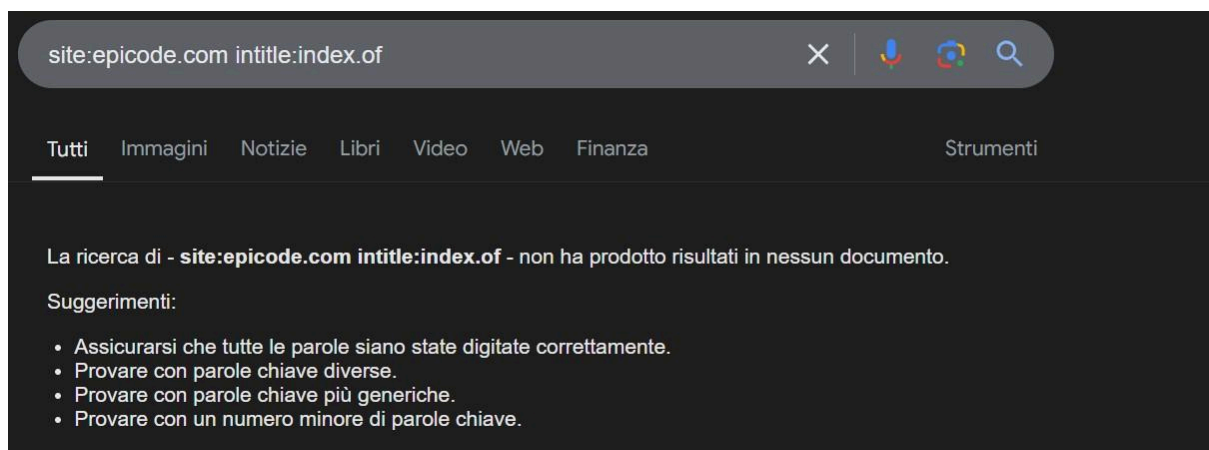 site:epicode.com intitle:index.of
Tutti Immagini Notizie Libri Video Web Finanza Strumenti
La ricerca di - site:epicode.com intitle:index.of - non ha prodotto risultati in nessun documento.
Suggerimenti:
• Assicurarsi che tutte le parole siano state digitate correttamente.
• Provare con parole chiave diverse.
• Provare con parole chiave più generiche.
• Provare con un numero minore di parole chiave.